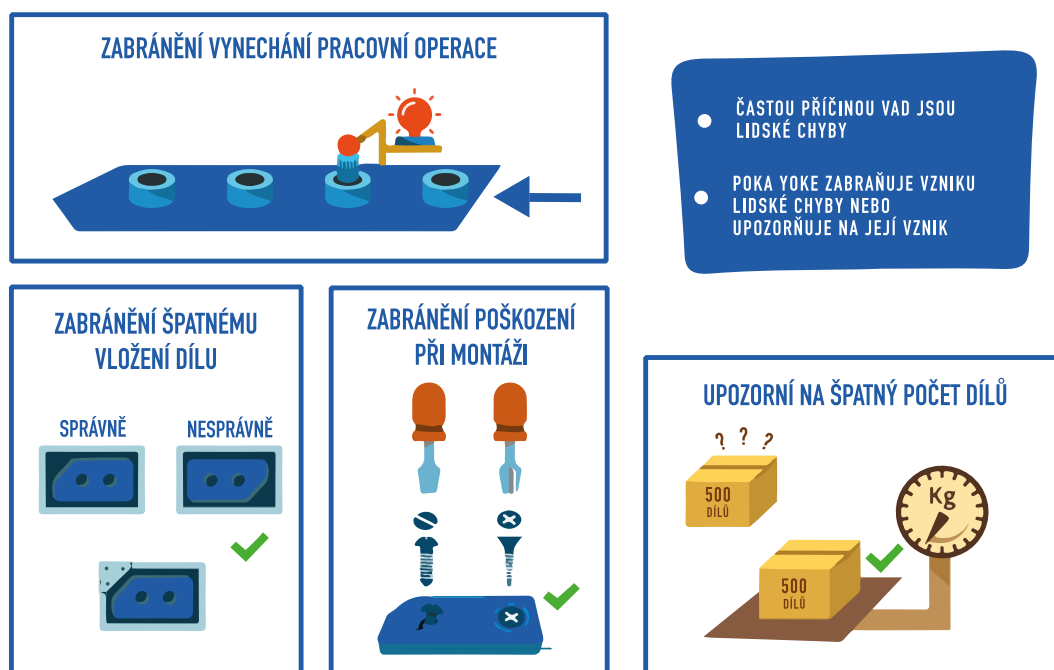 ZABRÁNĚNÍ VYNECHÁNÍ PRACOVNÍ OPERACE
ČASTOU PŘÍČINOU VAD JSOU
LIDSKÉ CHYBY
POKA YOKE ZABRAŇUJE VZNIKU
LIDSKÉ CHYBY NEBO
UPOZORŇUJE NA JEJÍ VZNIK
ZABRÁNĚNÍ ŠPATNÉMU
VLOŽENÍ DÍLU
SPRÁVNĚ
NESPRÁVNĚ
ZABRÁNĚNÍ POŠKOZENÍ
PŘI MONTÁŽI
UPOZORNÍ NA ŠPATNÝ POČET DÍLŮ
? ? ?
500
DÍLŮ
Kg
500
DÍLŮ